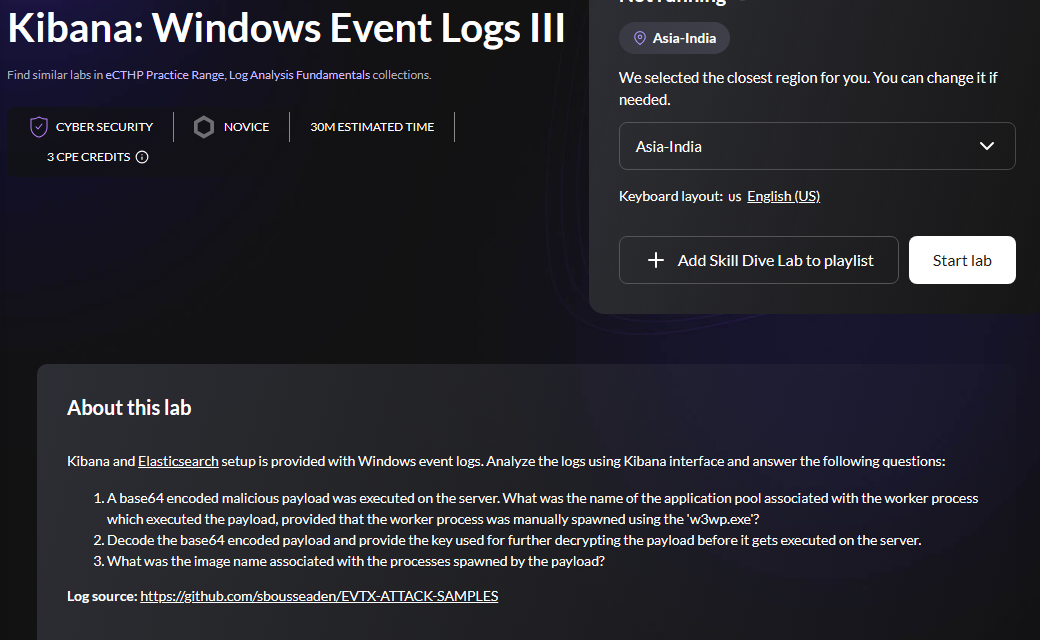 Kibana: Windows Event Logs III
Find similar labs in eCTHP Practice Range, Log Analysis Fundamentals collections.
CYBER SECURITY
NOVICE
30M ESTIMATED TIME
3 CPE CREDITS
Not running
Asia-India
We selected the closest region for you. You can change it if
needed.
Asia-India
Keyboard layout: US English (US)
Add Skill Dive Lab to playlist
Start lab
About this lab
Kibana and Elasticsearch setup is provided with Windows event logs. Analyze the logs using Kibana interface and answer the following questions:
1. A base64 encoded malicious payload was executed on the server. What was the name of the application pool associated with the worker process
which executed the payload, provided that the worker process was manually spawned using the 'w3wp.exe'?
2. Decode the base64 encoded payload and provide the key used for further decrypting the payload before it gets executed on the server.
3. What was the image name associated with the processes spawned by the payload?
Log source: https://github.com/sbousseaden/EVTX-ATTACK-SAMPLES